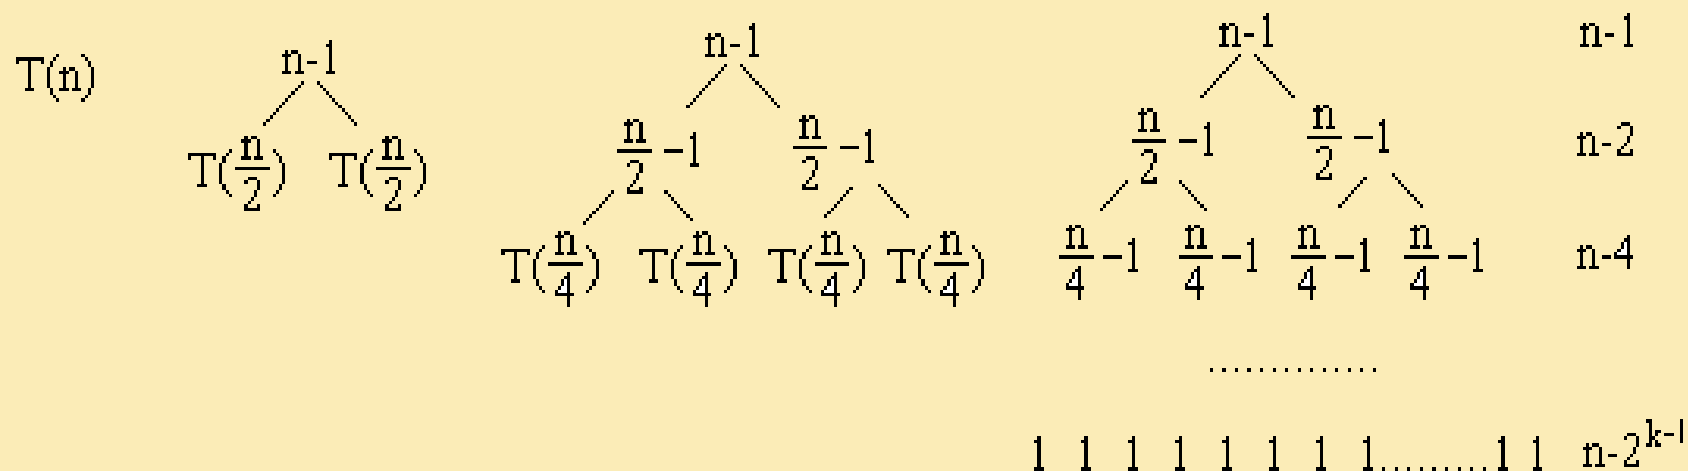 T(n)
n-1
T(n/2) T(n/2)
n-1
n/2 -1 n/2 -1
T(n/4) T(n/4) T(n/4) T(n/4)
n-1 n-1
n/2 -1 n/2 -1 n-2
n/4 -1 n/4 -1 n/4 -1 n/4 -1 n-4
..............
1 1 1 1 1 1 1 1.........1 1 n-2^{k-1}